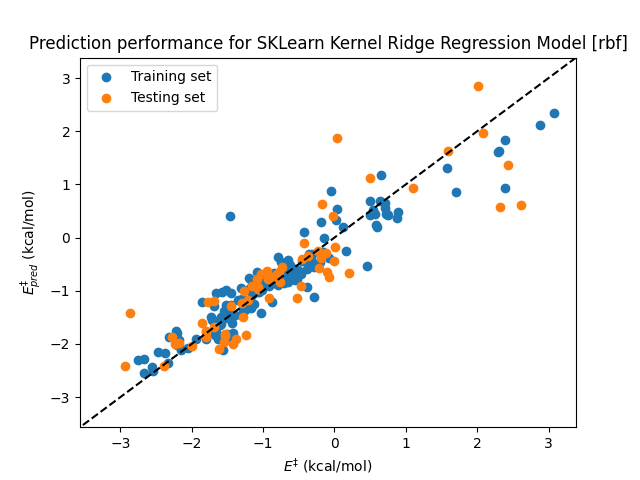 Prediction performance for SKLearn Kernel Ridge Regression Model [rbf]
Training set
Testing set
3
2
1
0
−1
−2
−3
E‡pred (kcal/mol)
−3 −2 −1 0 1 2 3
E‡ (kcal/mol)